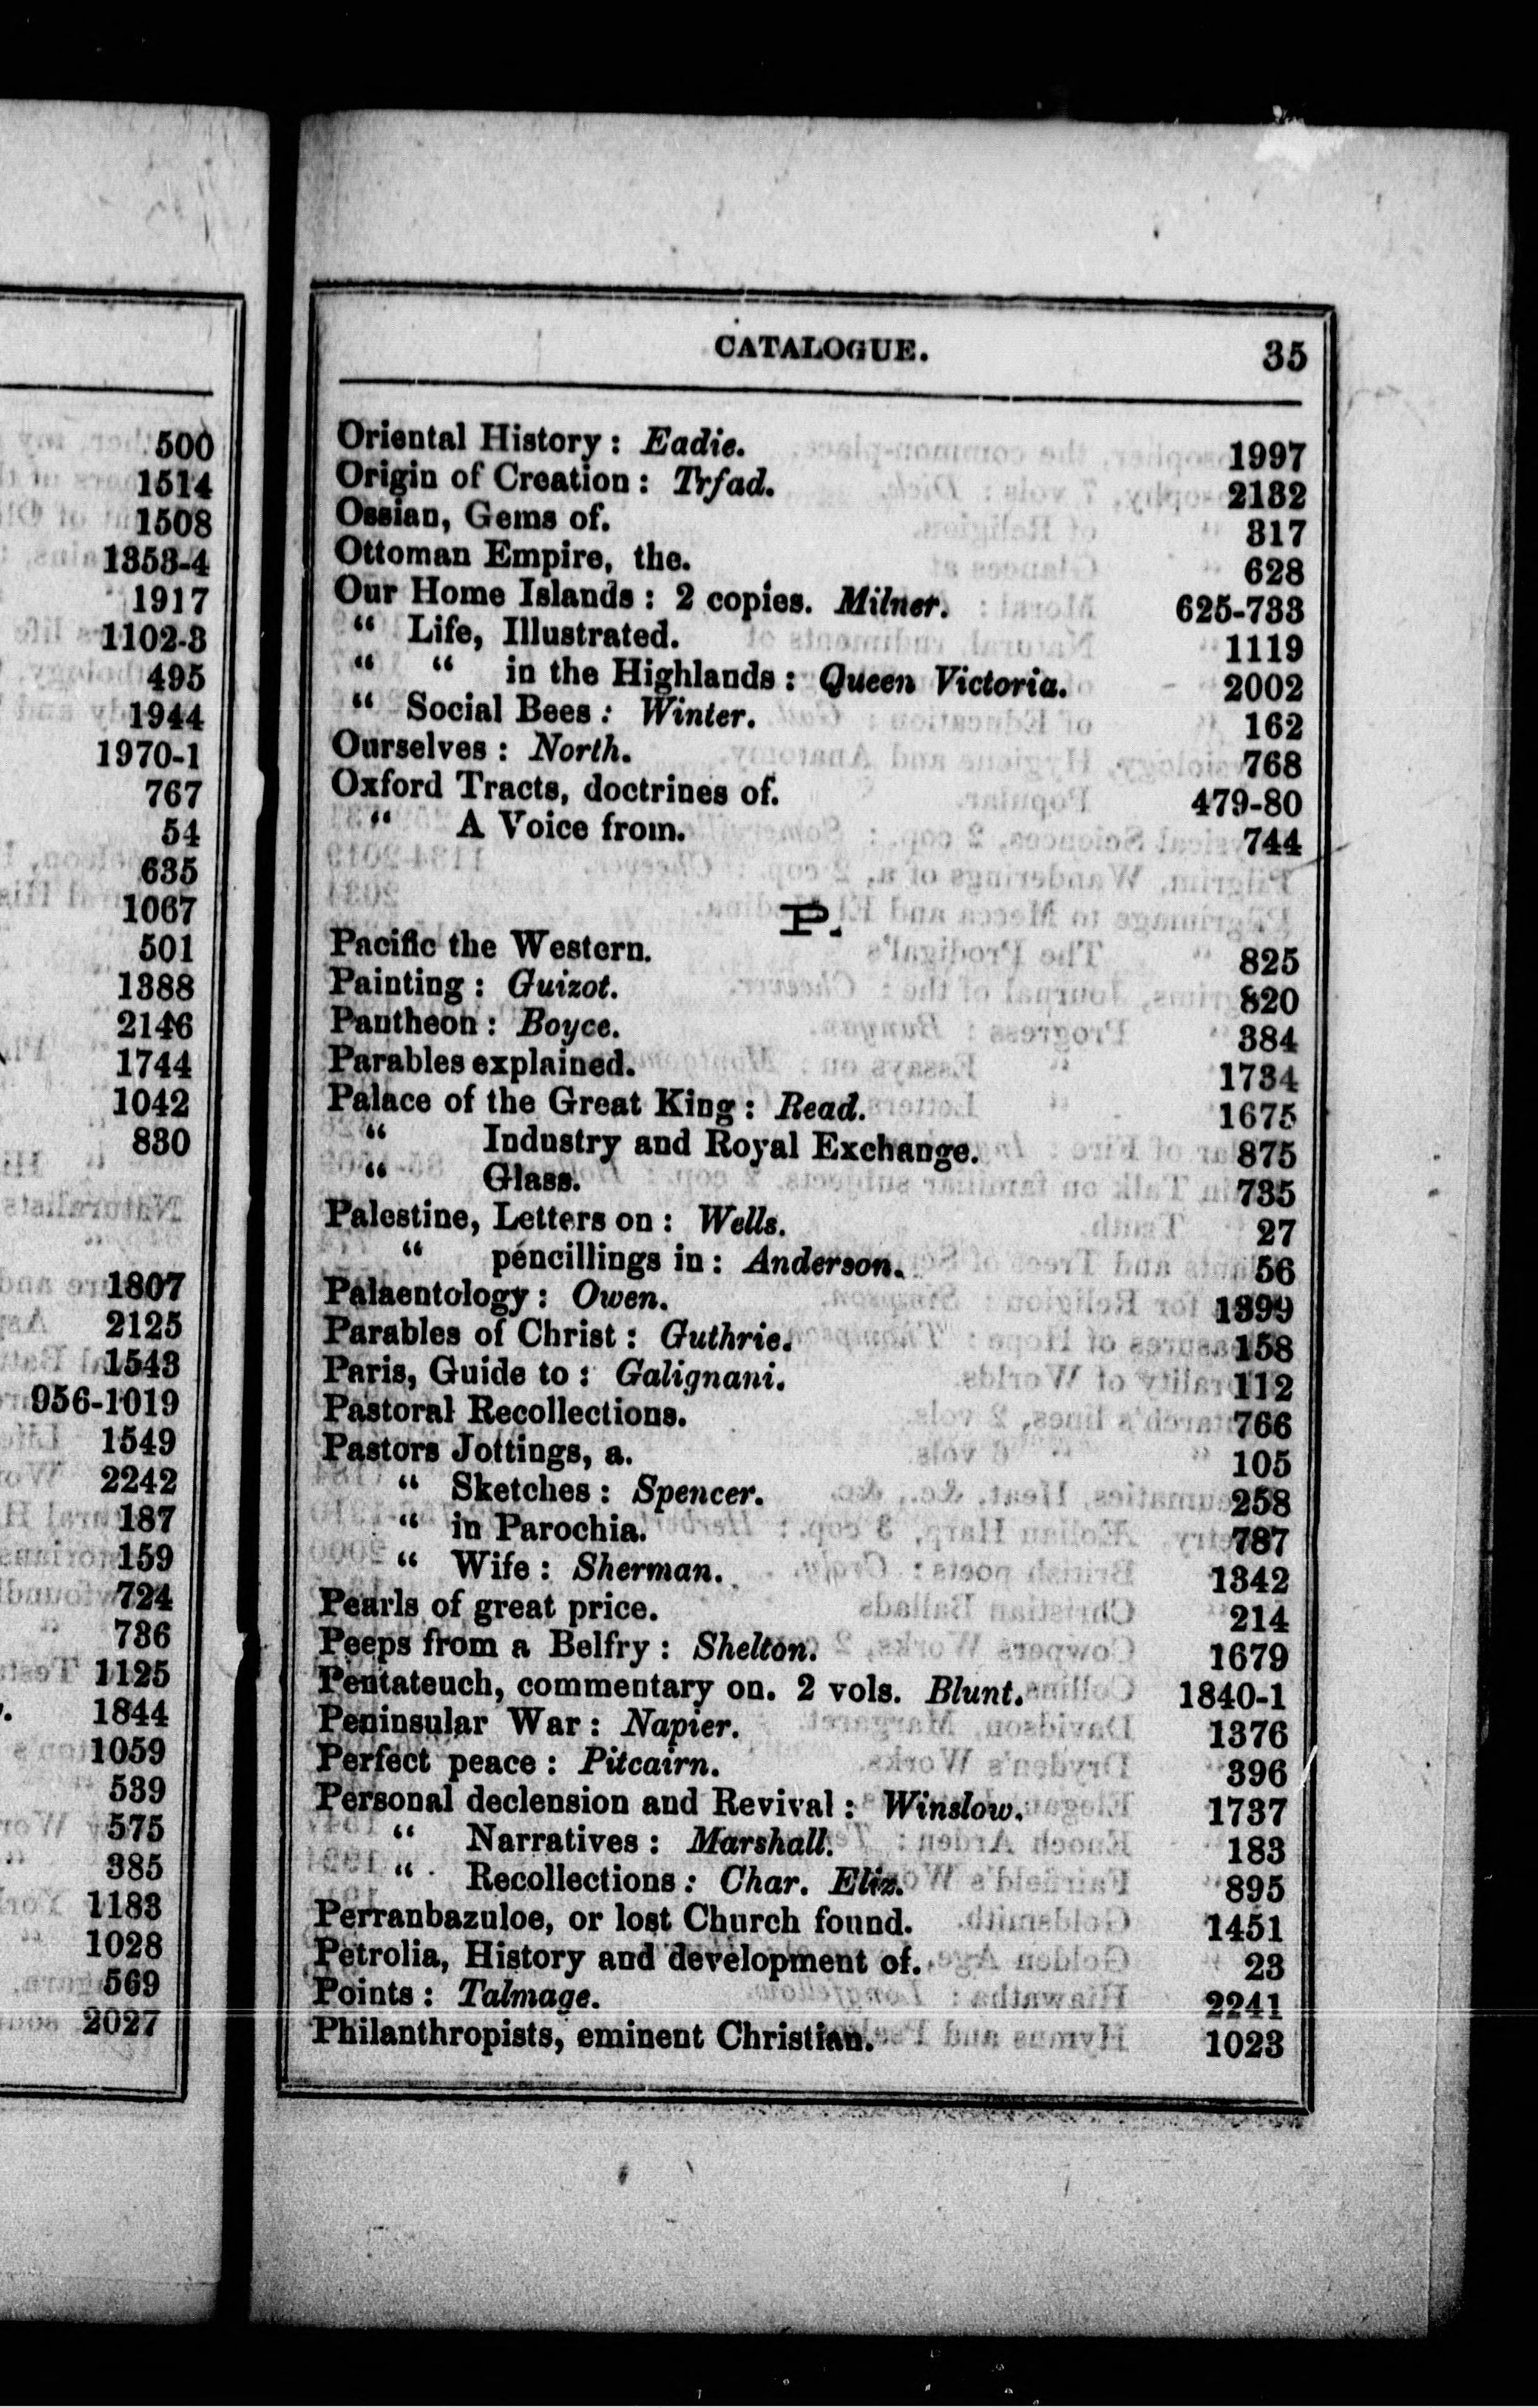 500
1514
1508
1353-4
1917
1102-3
495
1944
1970-1
767
54
635
1067
501
1388
2146
1744
1042
830
1807
2125
1543
956-1019
1549
2242
187
159
724
736
1125
1844
1059
539
575
385
1183
1028
569
2027
CATALOGUE. 35
Oriental History : Eadie. 1997
Origin of Creation : Trfad. 2132
Ossian, Gems of. 317
Ottoman Empire, the. 628
Our Home Islands : 2 copies. Milner. 625-733
“ Life, Illustrated. 1119
“ “ in the Highlands : Queen Victoria. 2002
“ Social Bees : Winter. 162
Ourselves : North. 768
Oxford Tracts, doctrines of. 479-80
“ A Voice from. 744
P.
Pacific the Western. 825
Painting : Guizot. 820
Pantheon : Boyce. 384
Parables explained. 1734
Palace of the Great King : Read. 1675
“ Industry and Royal Exchange. 875
“ Glass. 735
Palestine, Letters on : Wells. 27
“ pencillings in : Anderson. 56
Palaentology : Owen. 1399
Parables of Christ : Guthrie. 158
Paris, Guide to : Galignani. 112
Pastoral Recollections. 766
Pastors Jottings, a. 105
“ Sketches : Spencer. 258
“ in Parochia. 787
“ Wife : Sherman. 1342
Pearls of great price. 214
Peeps from a Belfry : Shelton. 1679
Pentateuch, commentary on. 2 vols. Blunt. 1840-1
Peninsular War : Napier. 1376
Perfect peace : Pitcairn. 396
Personal declension and Revival : Winslow. 1737
“ Narratives : Marshall. 183
“ Recollections : Char. Eliz. 895
Perranbazuloe, or lost Church found. 1451
Petrolia, History and development of. 23
Points : Talmage. 2241
Philanthropists, eminent Christian. 1023